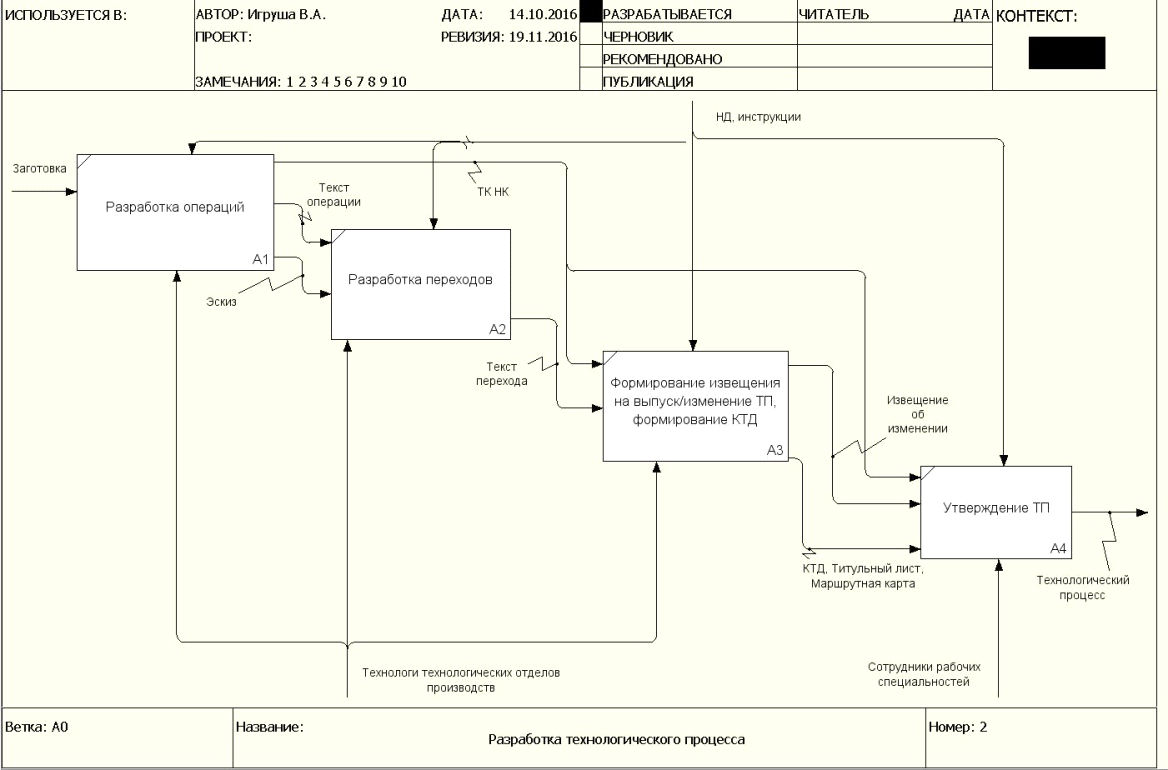 ИСПОЛЬЗУЕТСЯ В:
АВТОР: Игруша В.А.
ДАТА: 14.10.2016
РАЗРАБАТЫВАЕТСЯ
ЧИТАТЕЛЬ
ДАТА
КОНТЕКСТ:
ПРОЕКТ:
РЕВИЗИЯ: 19.11.2016
ЧЕРНОВИК
РЕКОМЕНДОВАНО
ЗАМЕЧАНИЯ: 1 2 3 4 5 6 7 8 9 10
ПУБЛИКАЦИЯ
НД, инструкции
Заготовка
ТК НК
Текст
операции
Разработка операций
A1
Эскиз
Разработка переходов
A2
Текст
перехода
Формирование извещения
на выпуск/изменение ТП,
формирование КТД
A3
Извещение
об
изменении
Утверждение ТП
A4
КТД, Титульный лист,
Маршрутная карта
Технологический
процесс
Технологи технологических отделов
производств
Сотрудники рабочих
специальностей
Ветка: A0
Название:
Разработка технологического процесса
Номер: 2